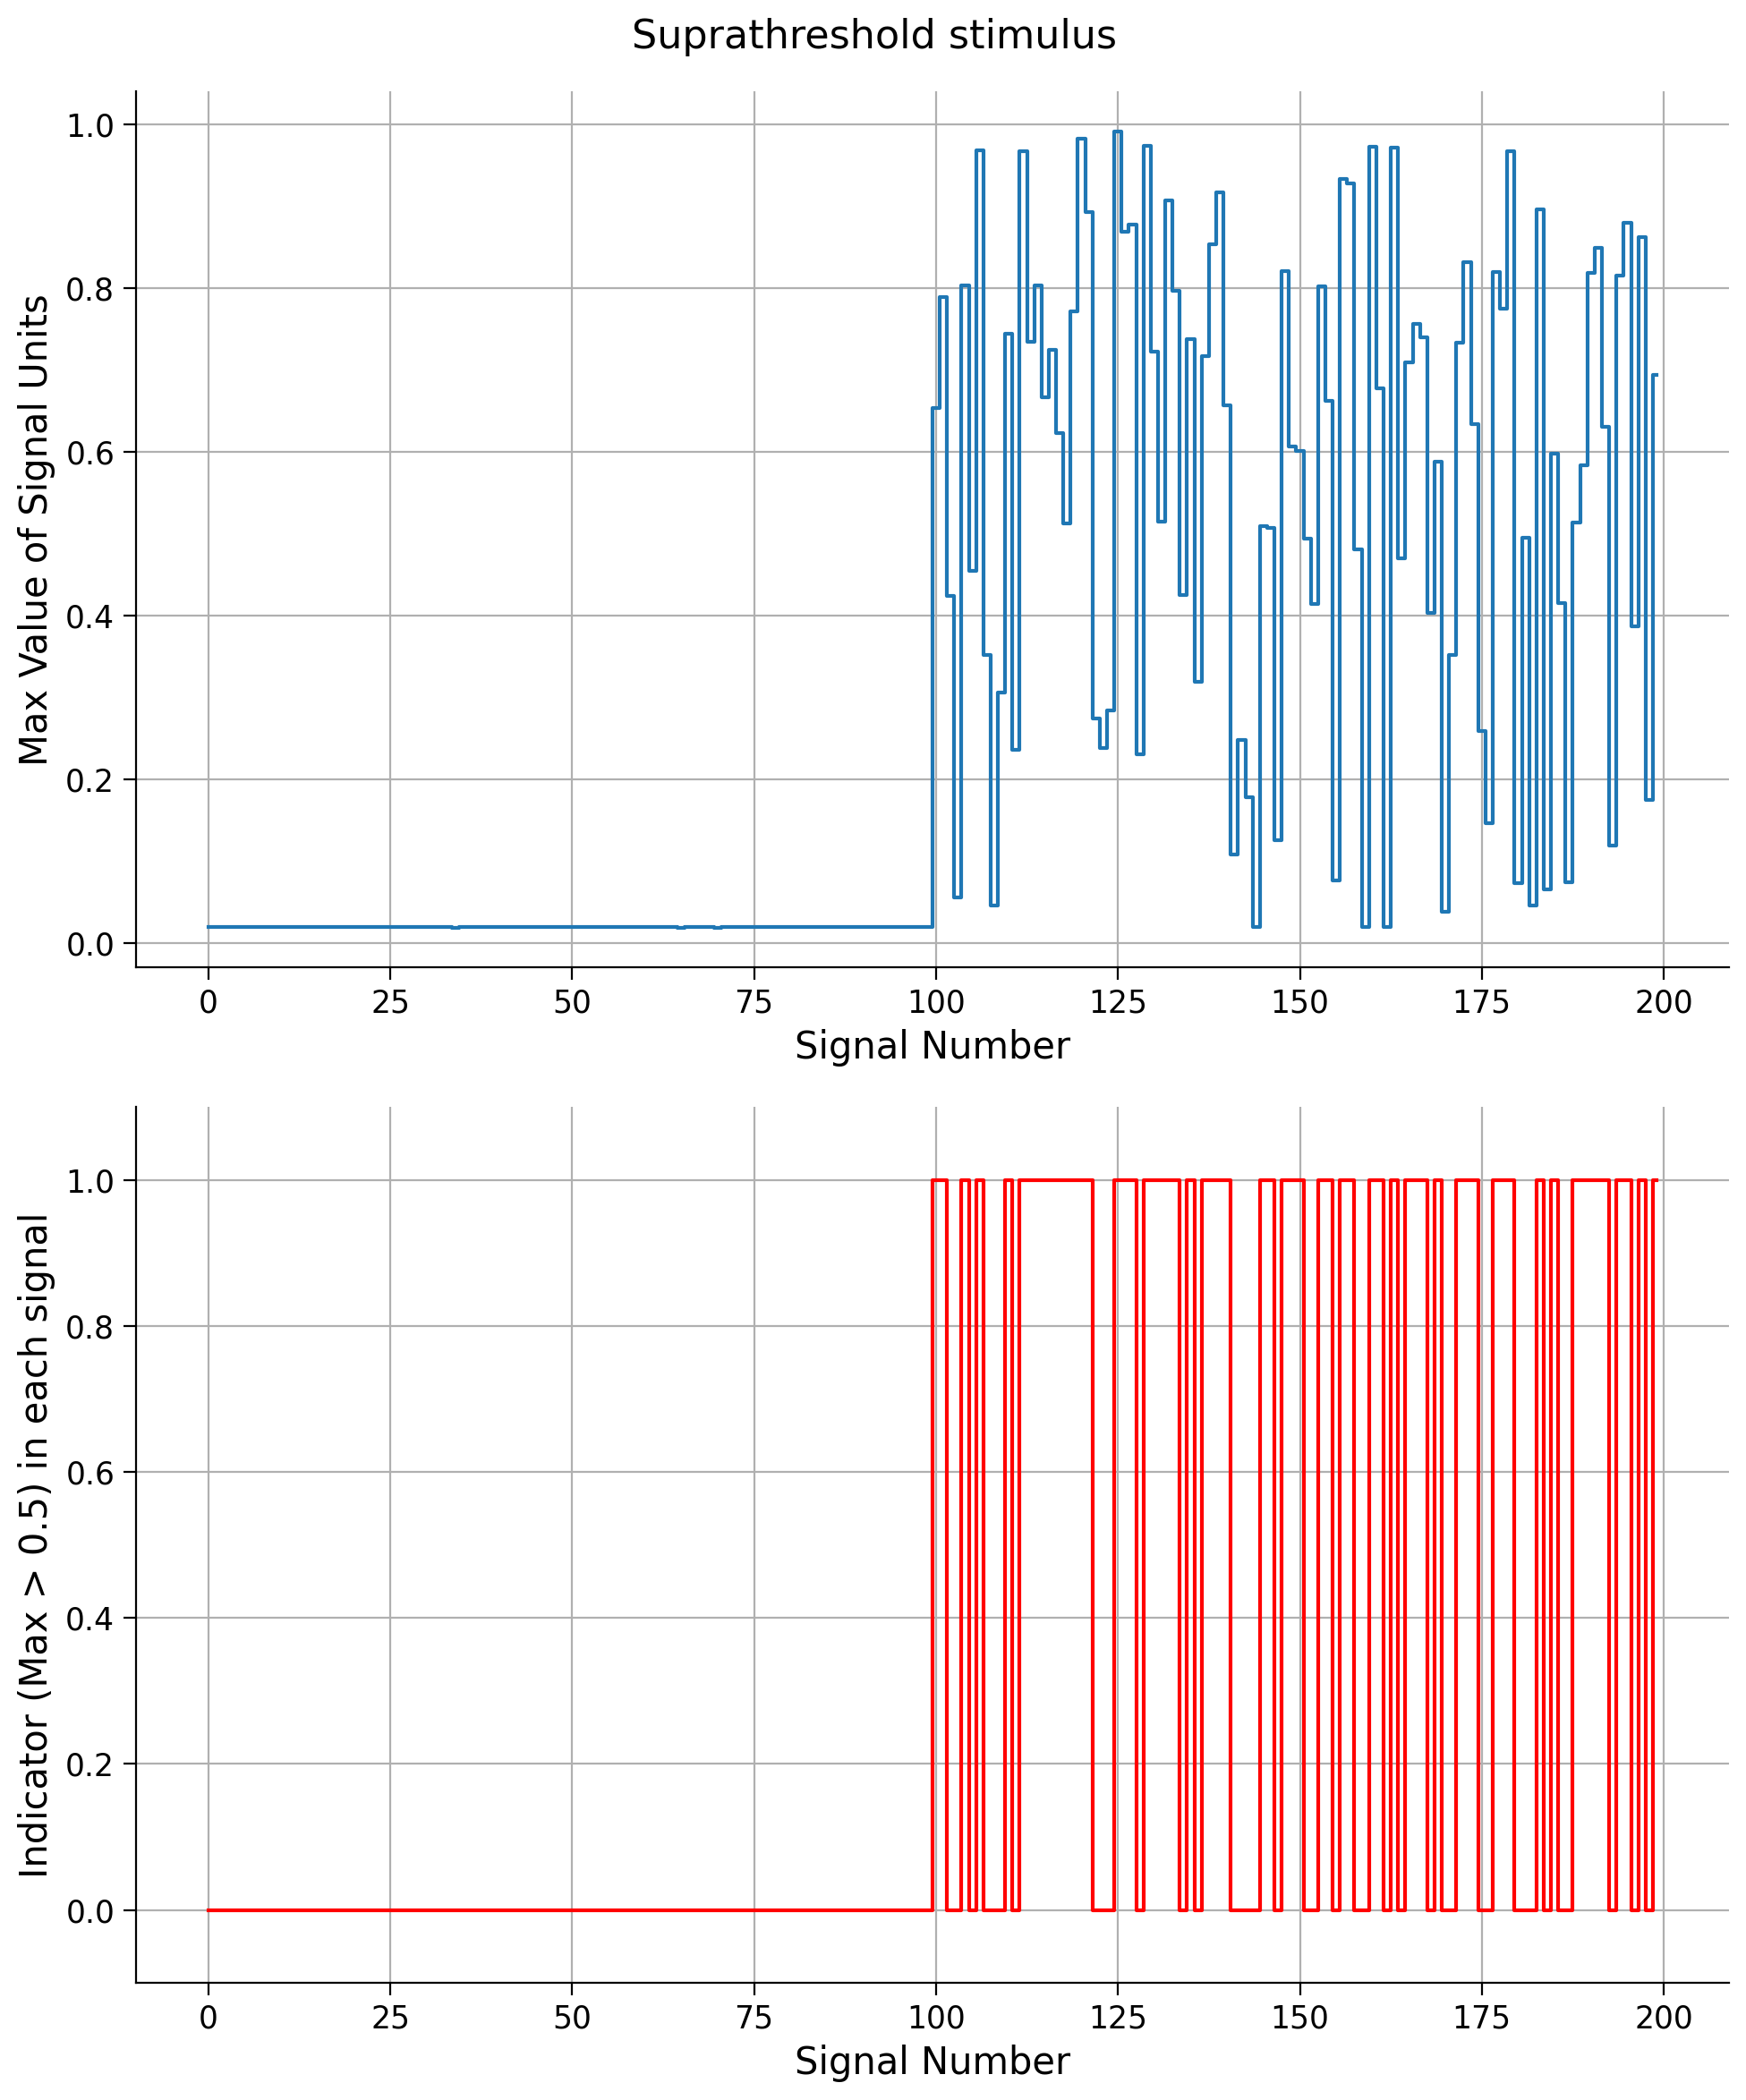 Suprathreshold stimulus
Max Value of Signal Units
1.0
0.8
0.6
0.4
0.2
0.0
0 25 50 75 100 125 150 175 200
Signal Number
Indicator (Max > 0.5) in each signal
1.0
0.8
0.6
0.4
0.2
0.0
0 25 50 75 100 125 150 175 200
Signal Number